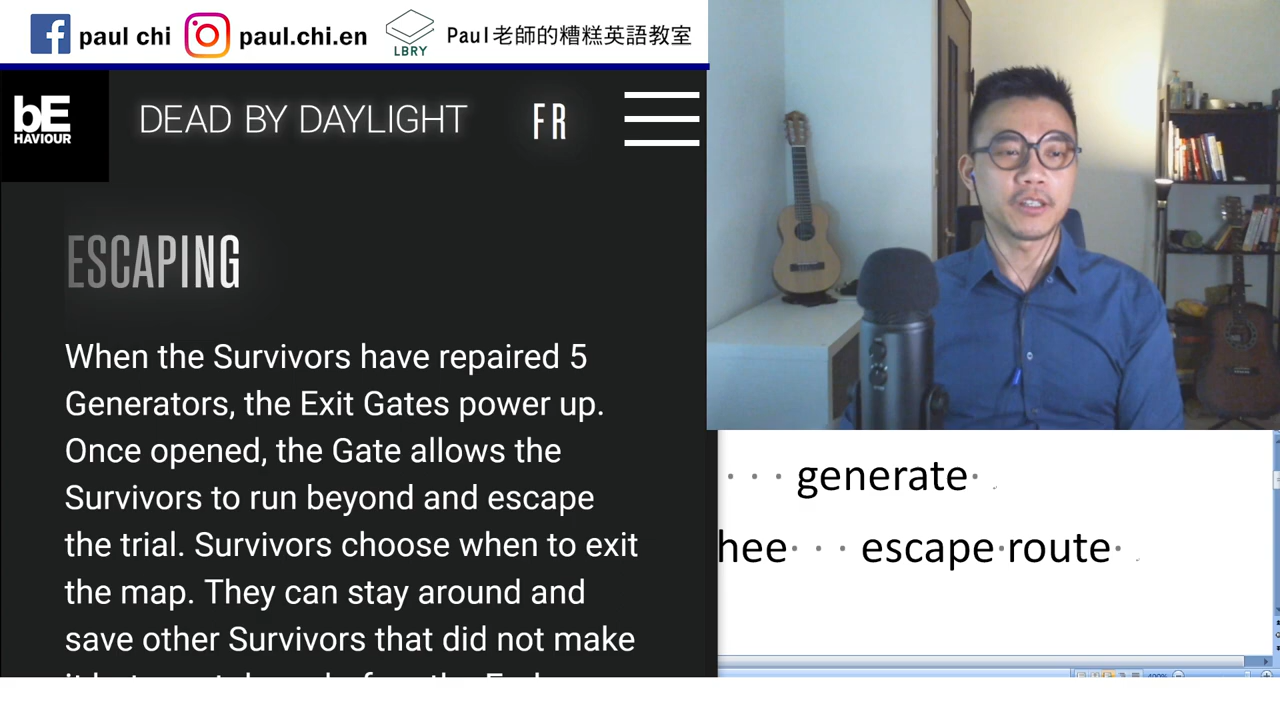 paul chi
paul.chi.en
LBRY
Paul老師的糟糕英語教室
bE
HAVIOUR
DEAD BY DAYLIGHT
FR
ESCAPING
When the Survivors have repaired 5
Generators, the Exit Gates power up.
Once opened, the Gate allows the
Survivors to run beyond and escape
the trial. Survivors choose when to exit
the map. They can stay around and
save other Survivors that did not make
generate
hee escape route